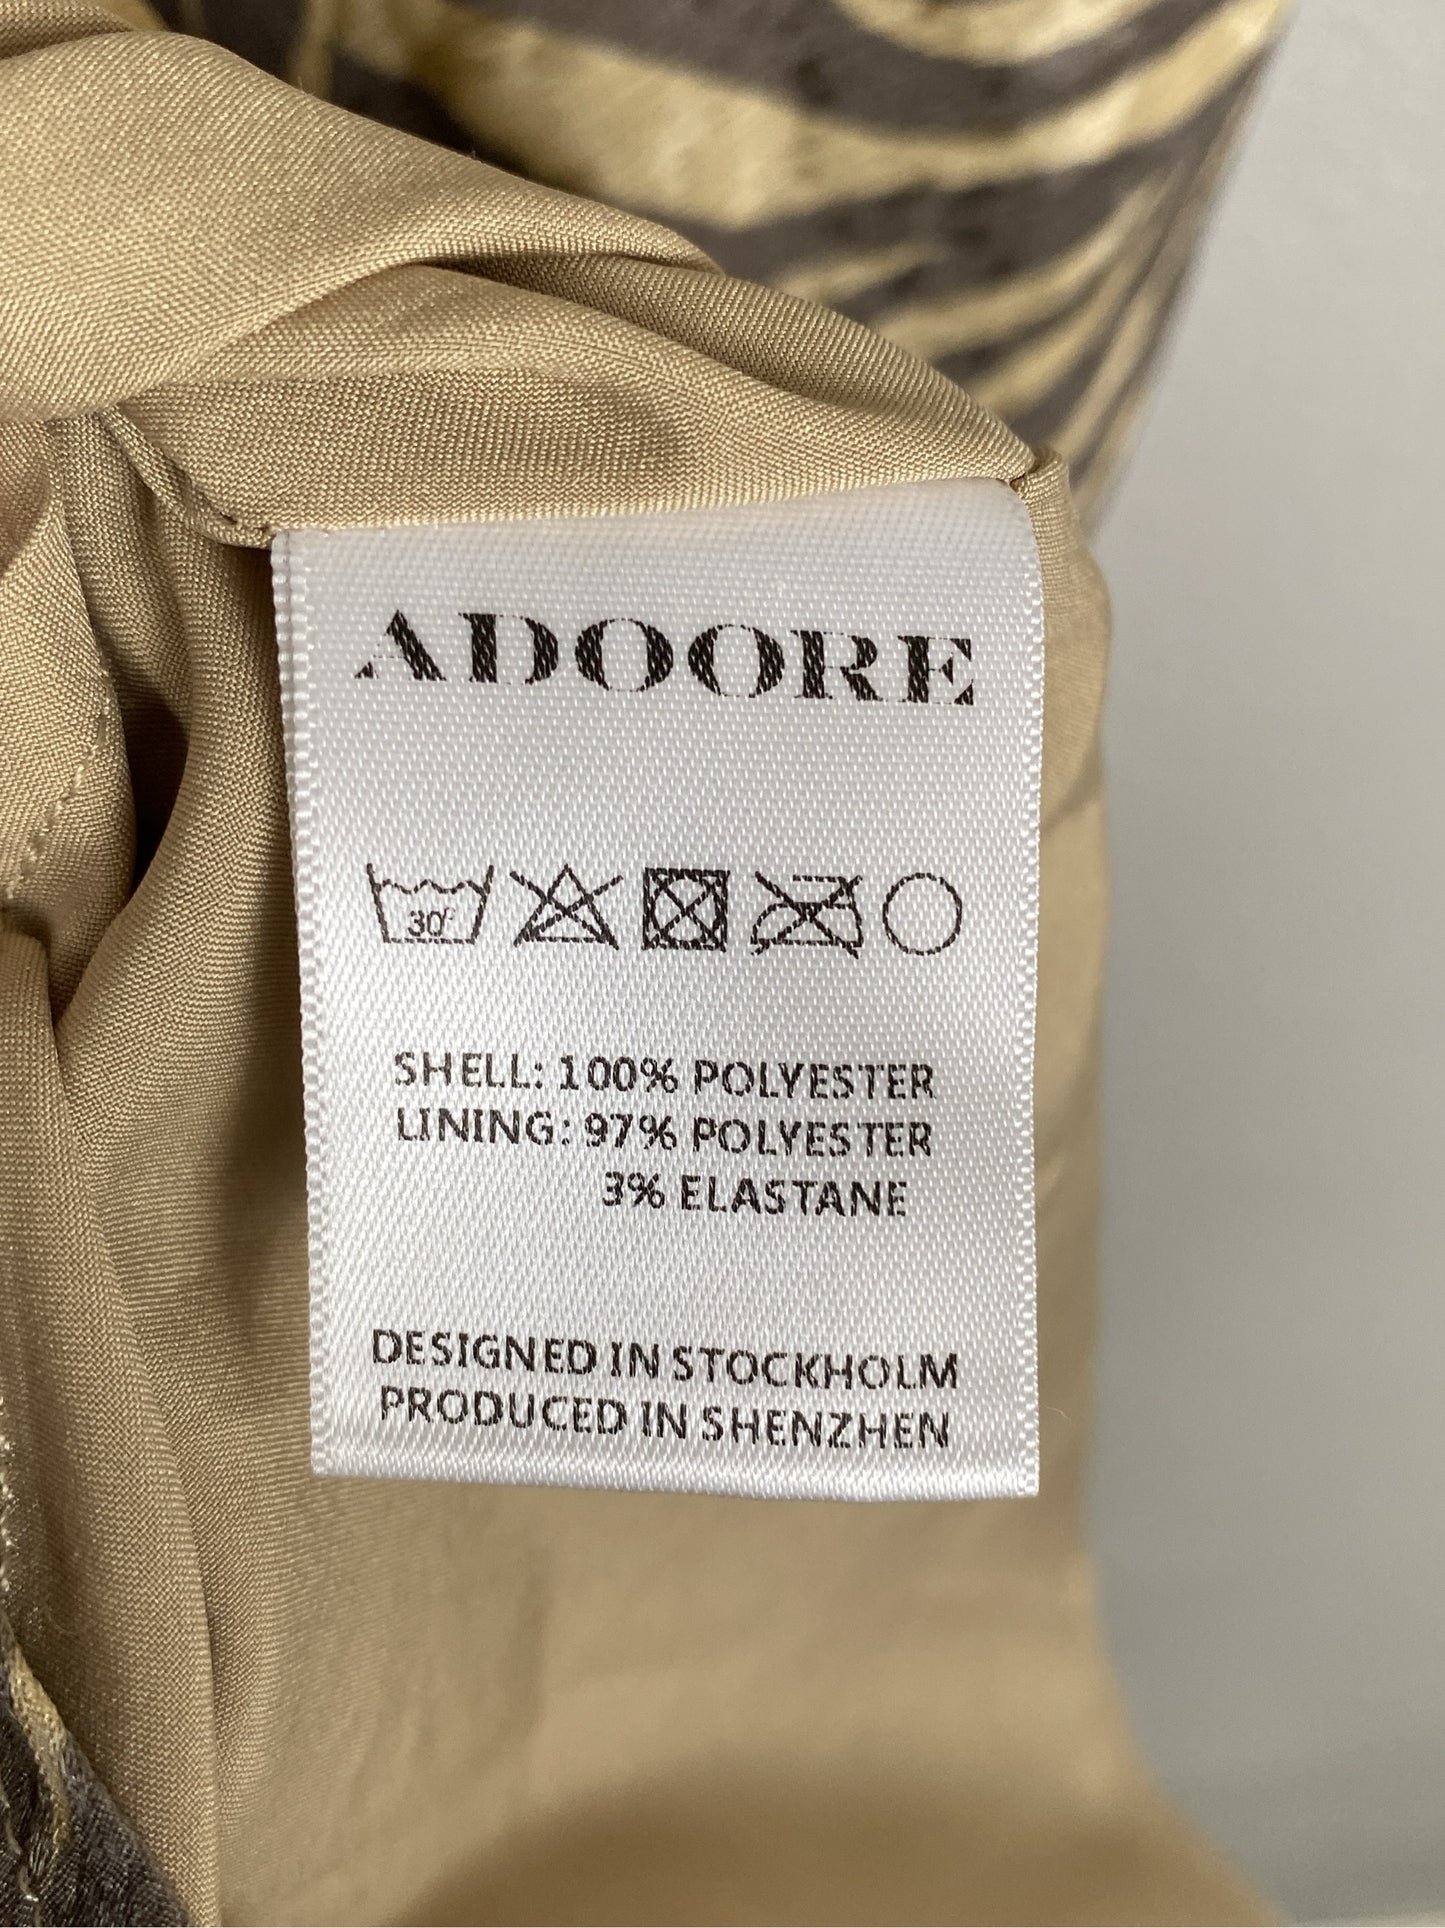 ADOORE
30°
SHELL: 100% POLYESTER
LINING: 97% POLYESTER
3% ELASTANE
DESIGNED IN STOCKHOLM
PRODUCED IN SHENZHEN